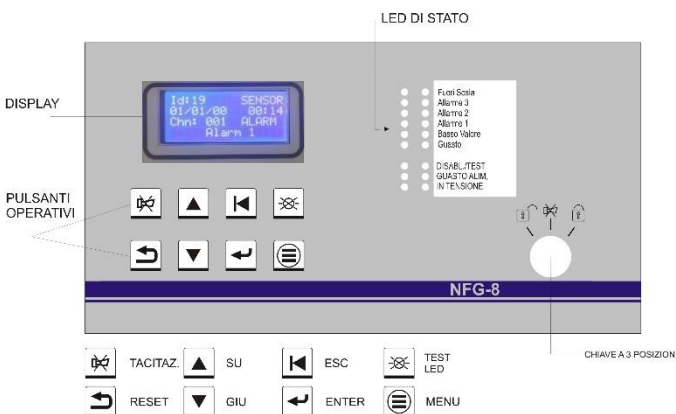 LED DI STATO
DISPLAY
Id:19 SENSOR
01/01/00 00:14
Chn: 001 ALARM
Alarm 1
Fuori Scala
Allarme 3
Allarme 2
Allarme 1
Basso Valore
Guasto
DISABIL./TEST
GUASTO ALIM.
IN TENSIONE
PULSANTI
OPERATIVI
NFG-8
CHIAVE A 3 POSIZION
TACITAZ.
SU
ESC
TEST
LED
RESET
GIU
ENTER
MENU